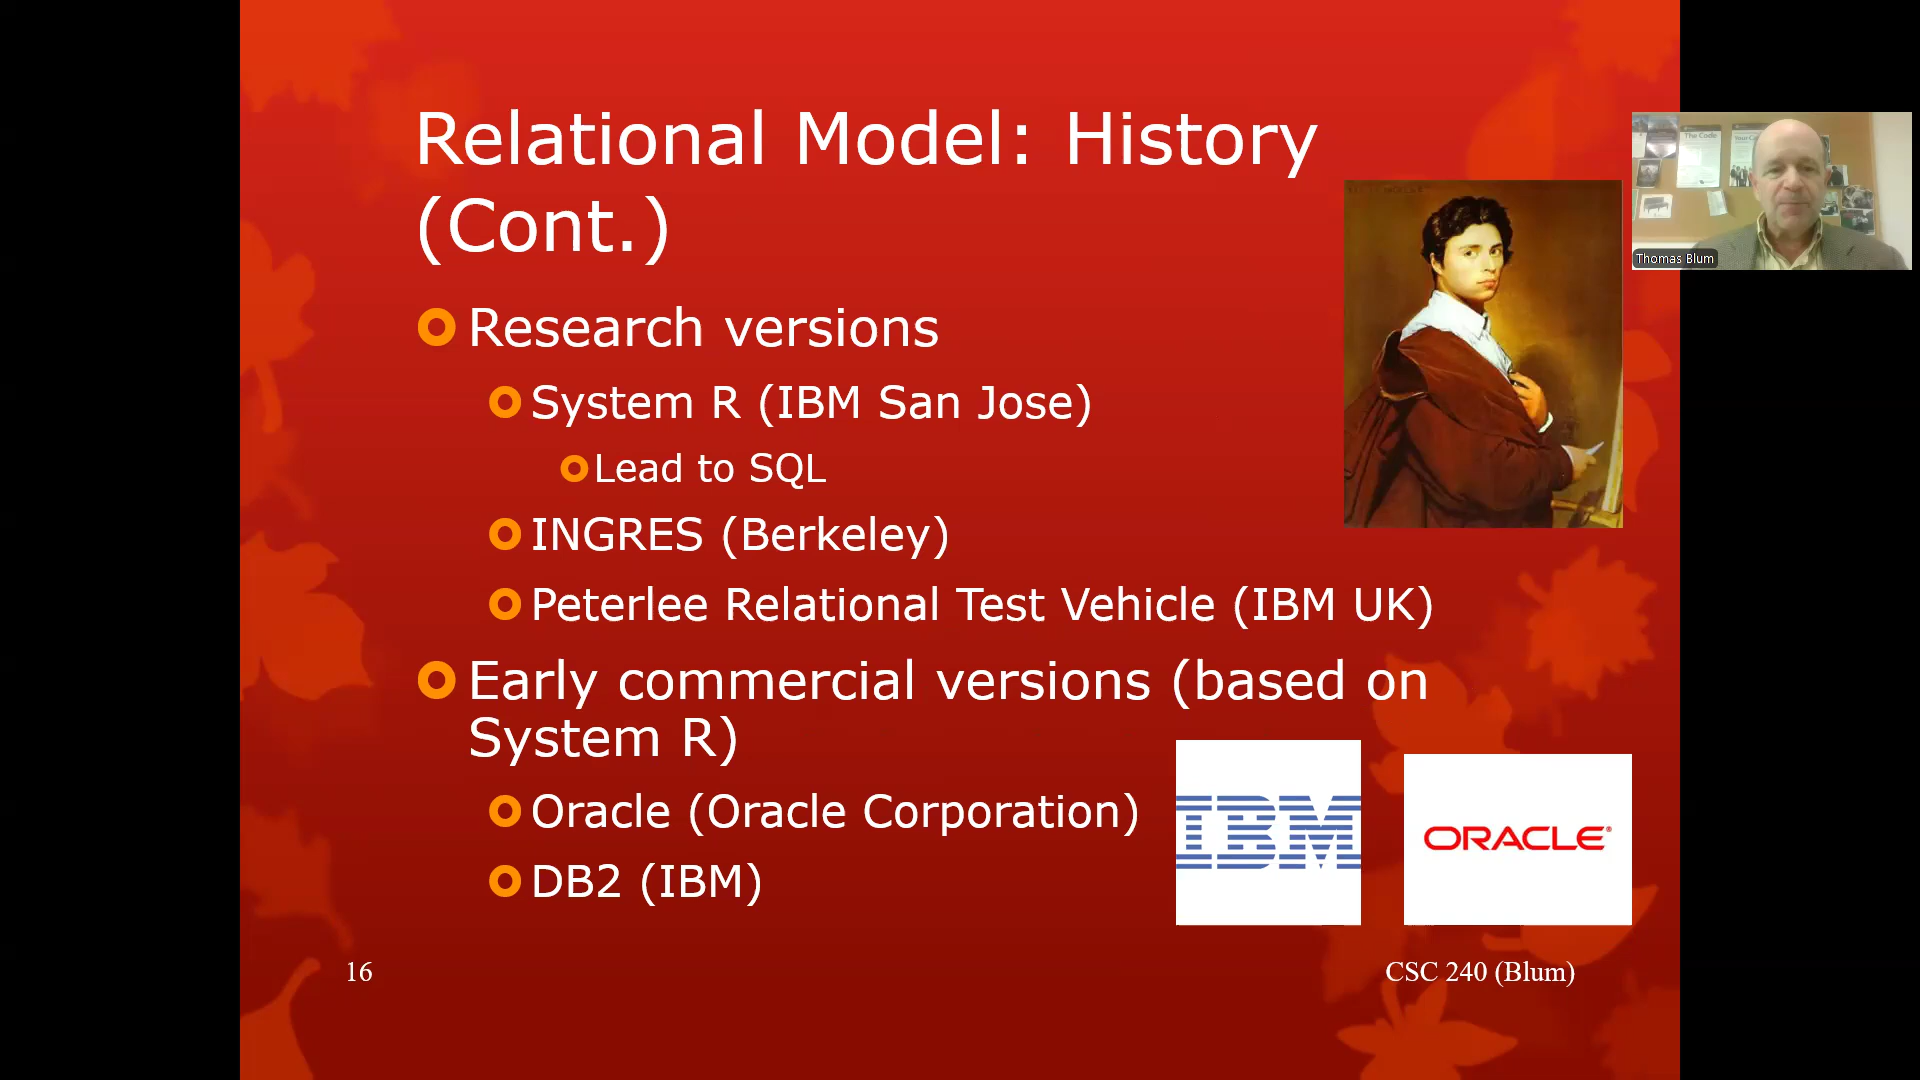 Relational Model: History
(Cont.)
Research versions
System R (IBM San Jose)
Lead to SQL
INGRES (Berkeley)
Peterlee Relational Test Vehicle (IBM UK)
Early commercial versions (based on
System R)
Oracle (Oracle Corporation)
DB2 (IBM)
IBM
ORACLE®
16
CSC 240 (Blum)
The Code
Thomas Blum